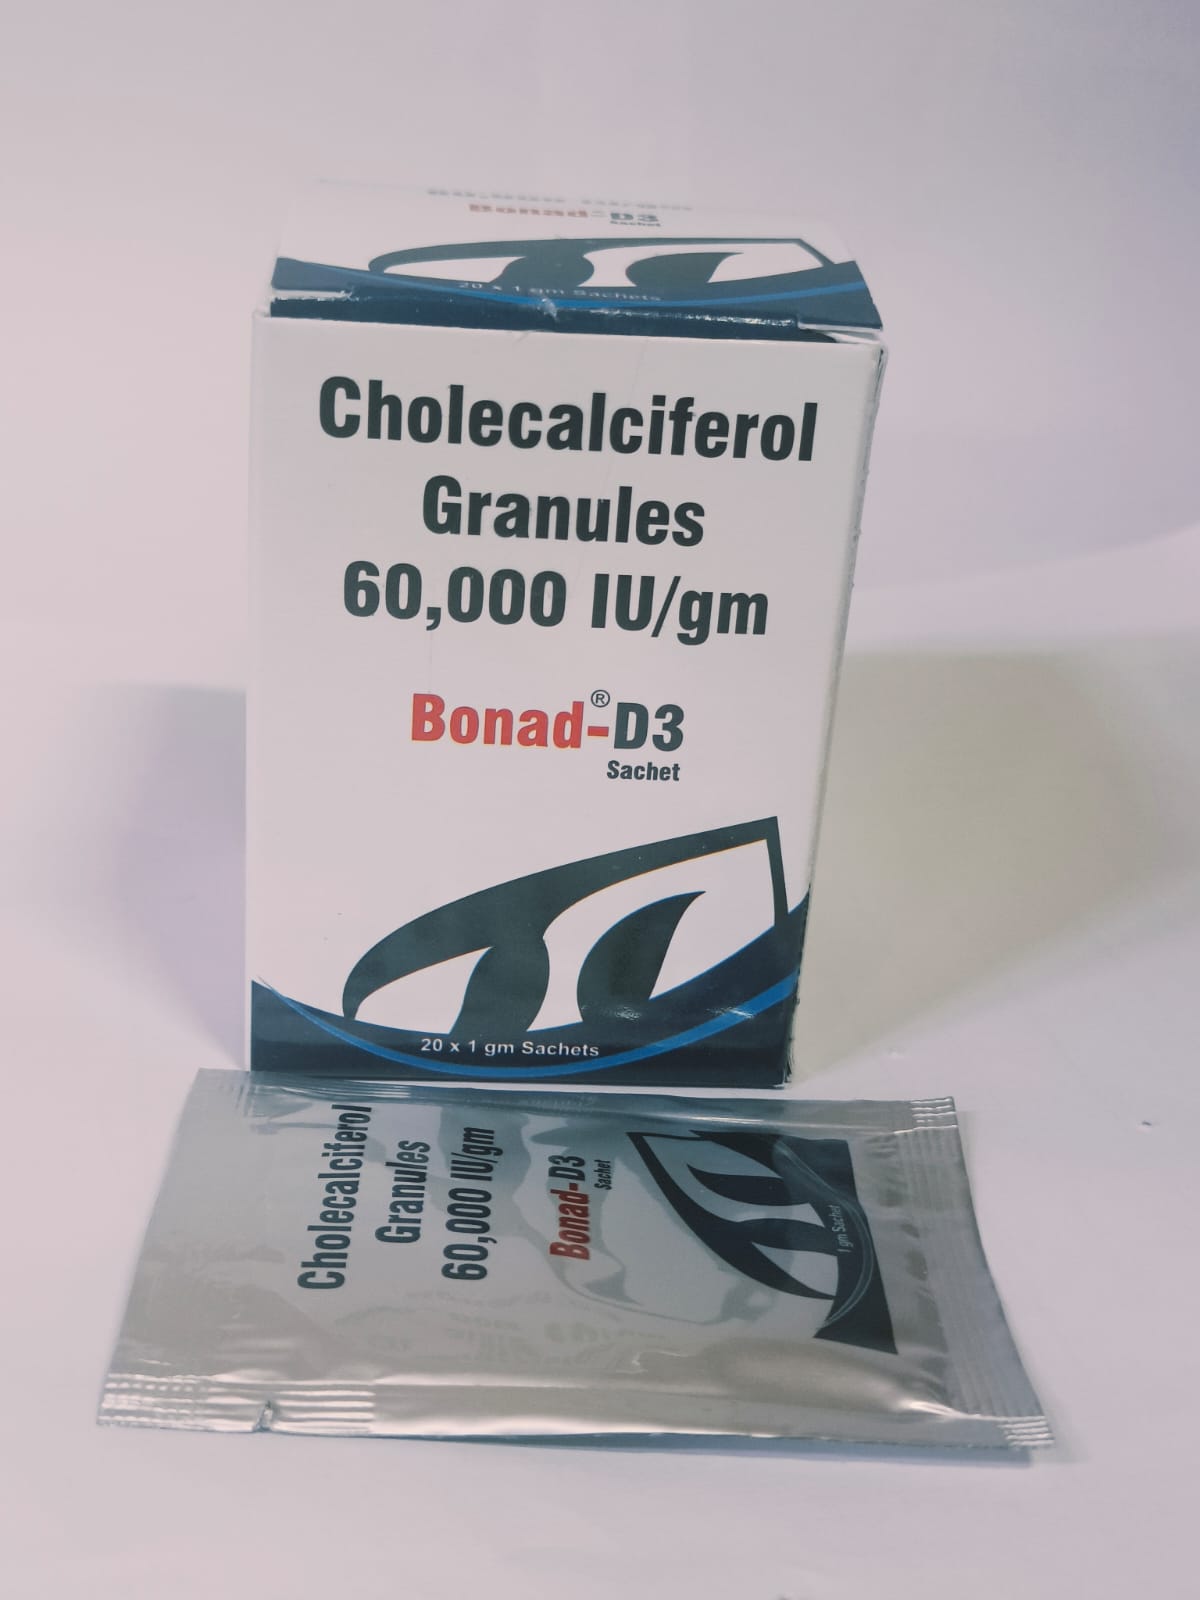 Bonad-D3
Sachet
20 x 1 gm Sachets
Cholecalciferol
Granules
60,000 IU/gm
Bonad®-D3
Sachet
20 x 1 gm Sachets
Cholecalciferol
Granules
60,000 IU/gm
Bonad-D3
Sachet
1 gm Sachet